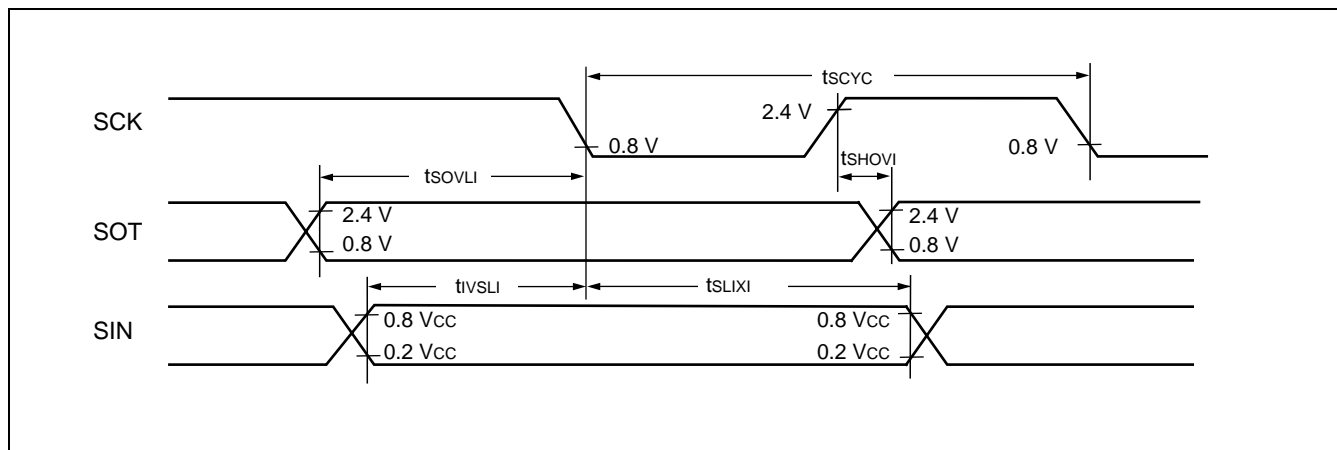 tSCYC
SCK
2.4 V
0.8 V
0.8 V
tSHOVI
tSOVLI
SOT
2.4 V
0.8 V
2.4 V
0.8 V
tIVSLI
tSLIXI
SIN
0.8 VCC
0.2 VCC
0.8 VCC
0.2 VCC